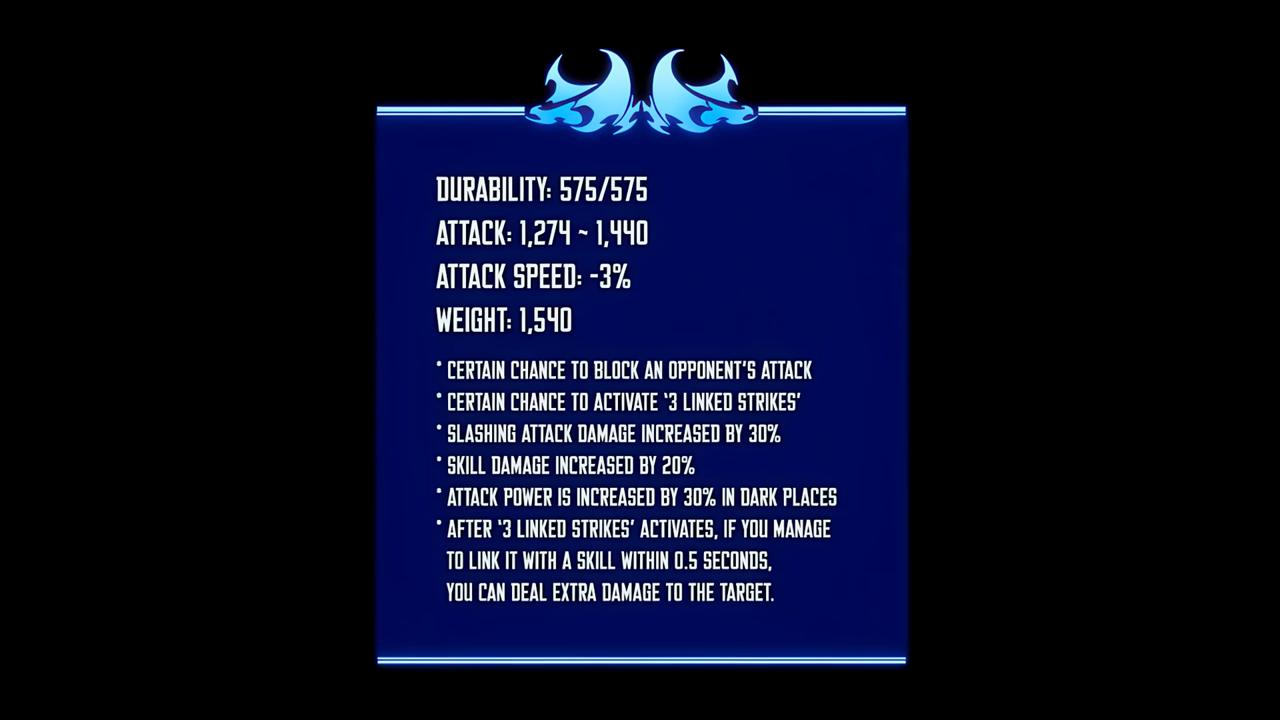 DURABILITY: 575/575
ATTACK: 1,274 ~ 1,440
ATTACK SPEED: -3%
WEIGHT: 1,540
* CERTAIN CHANCE TO BLOCK AN OPPONENT'S ATTACK
* CERTAIN CHANCE TO ACTIVATE '3 LINKED STRIKES'
* SLASHING ATTACK DAMAGE INCREASED BY 30%
* SKILL DAMAGE INCREASED BY 20%
* ATTACK POWER IS INCREASED BY 30% IN DARK PLACES
* AFTER '3 LINKED STRIKES' ACTIVATES, IF YOU MANAGE
TO LINK IT WITH A SKILL WITHIN 0.5 SECONDS,
YOU CAN DEAL EXTRA DAMAGE TO THE TARGET.